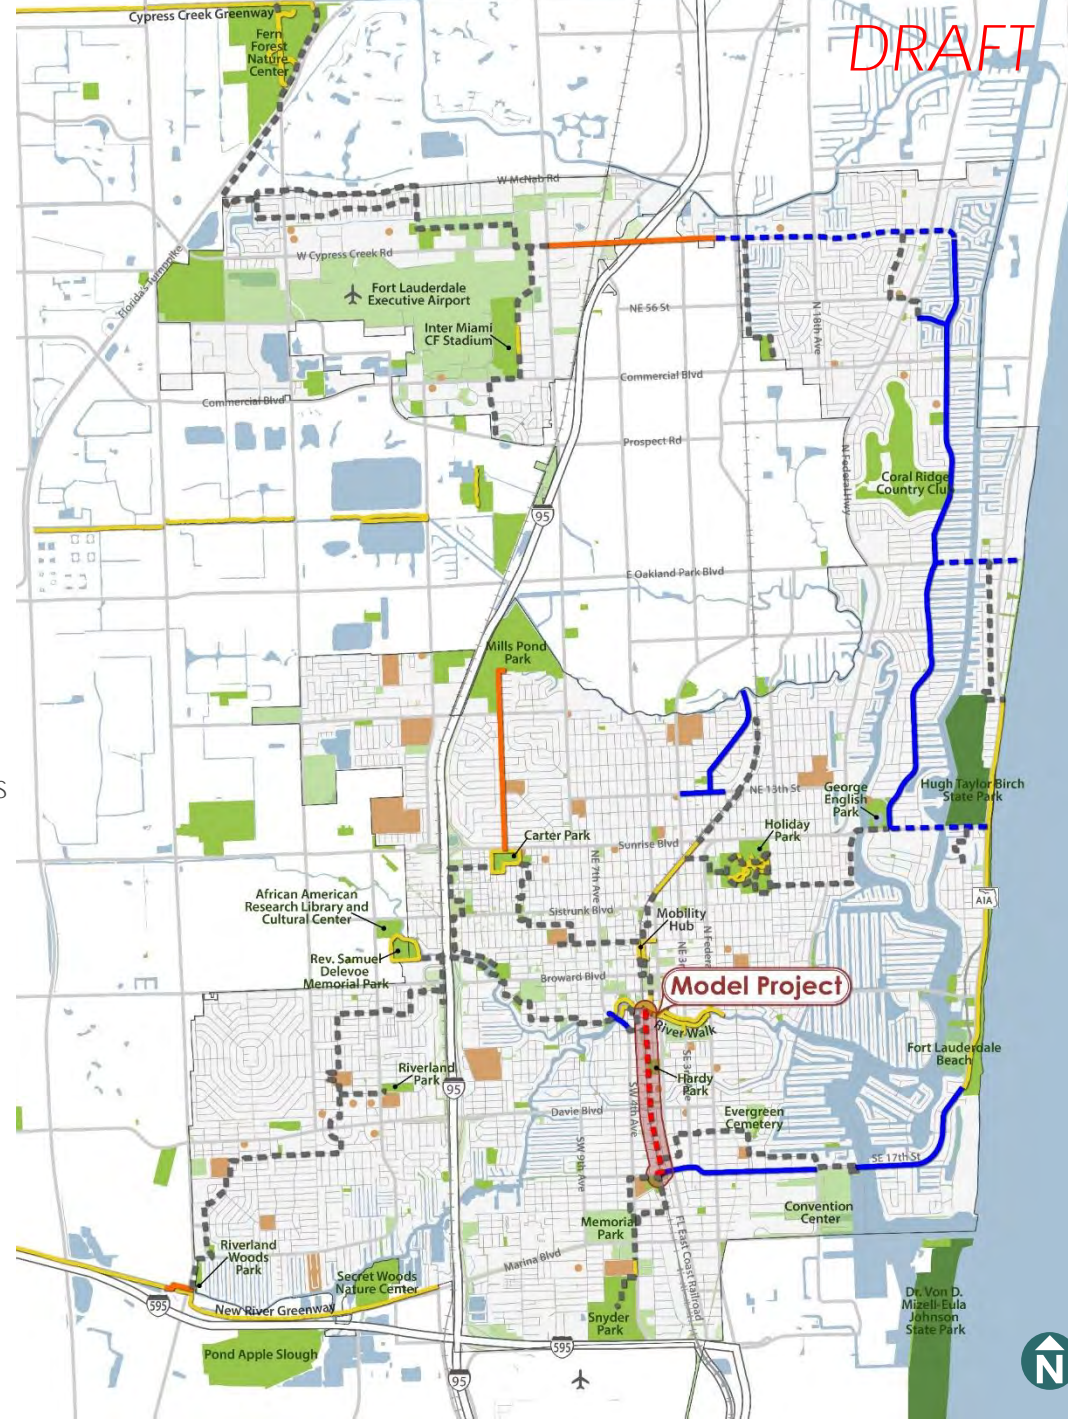 Cypress Creek Greenway
DRAFT
Fern
Forest
Nature
Center
W McNab Rd
Florida's Turnpike
W Cypress Creek Rd
Fort Lauderdale
Executive Airport
NE 56 St
N 18th Ave
Inter Miami
CF Stadium
Commercial Blvd
Commercial Blvd
Prospect Rd
N Federal Hwy
Coral Ridge
95
E Oakland Park Blvd
Mills Pond
Park
S
NE 13th St
George
English
Park
Hugh Taylor Birch
State Park
Holiday
Park
Carter Park
Sunrise Blvd
NE 7th Ave
African American
Research Library and
Cultural Center
Sistrunk Blvd
A1A
Mobility
Hub
Rev. Samuel
Delevoe
Memorial Park
Broward Blvd
Model Project
River Walk
Fort Lauderdale
Beach
Riverland
Park
Hardy
Park
95
SW 4th Ave
Davie Blvd
Evergreen
Cemetery
SW 9th Ave
SE 17th St
Convention
Center
Memorial
Park
FL East Coast Railroad
Marina Blvd
Riverland
Woods
Park
Secret Woods
Nature Center
595
New River Greenway
Dr. Von D.
Mizell-Eula
Johnson
State Park
Snyder
Park
Pond Apple Slough
595
95
N